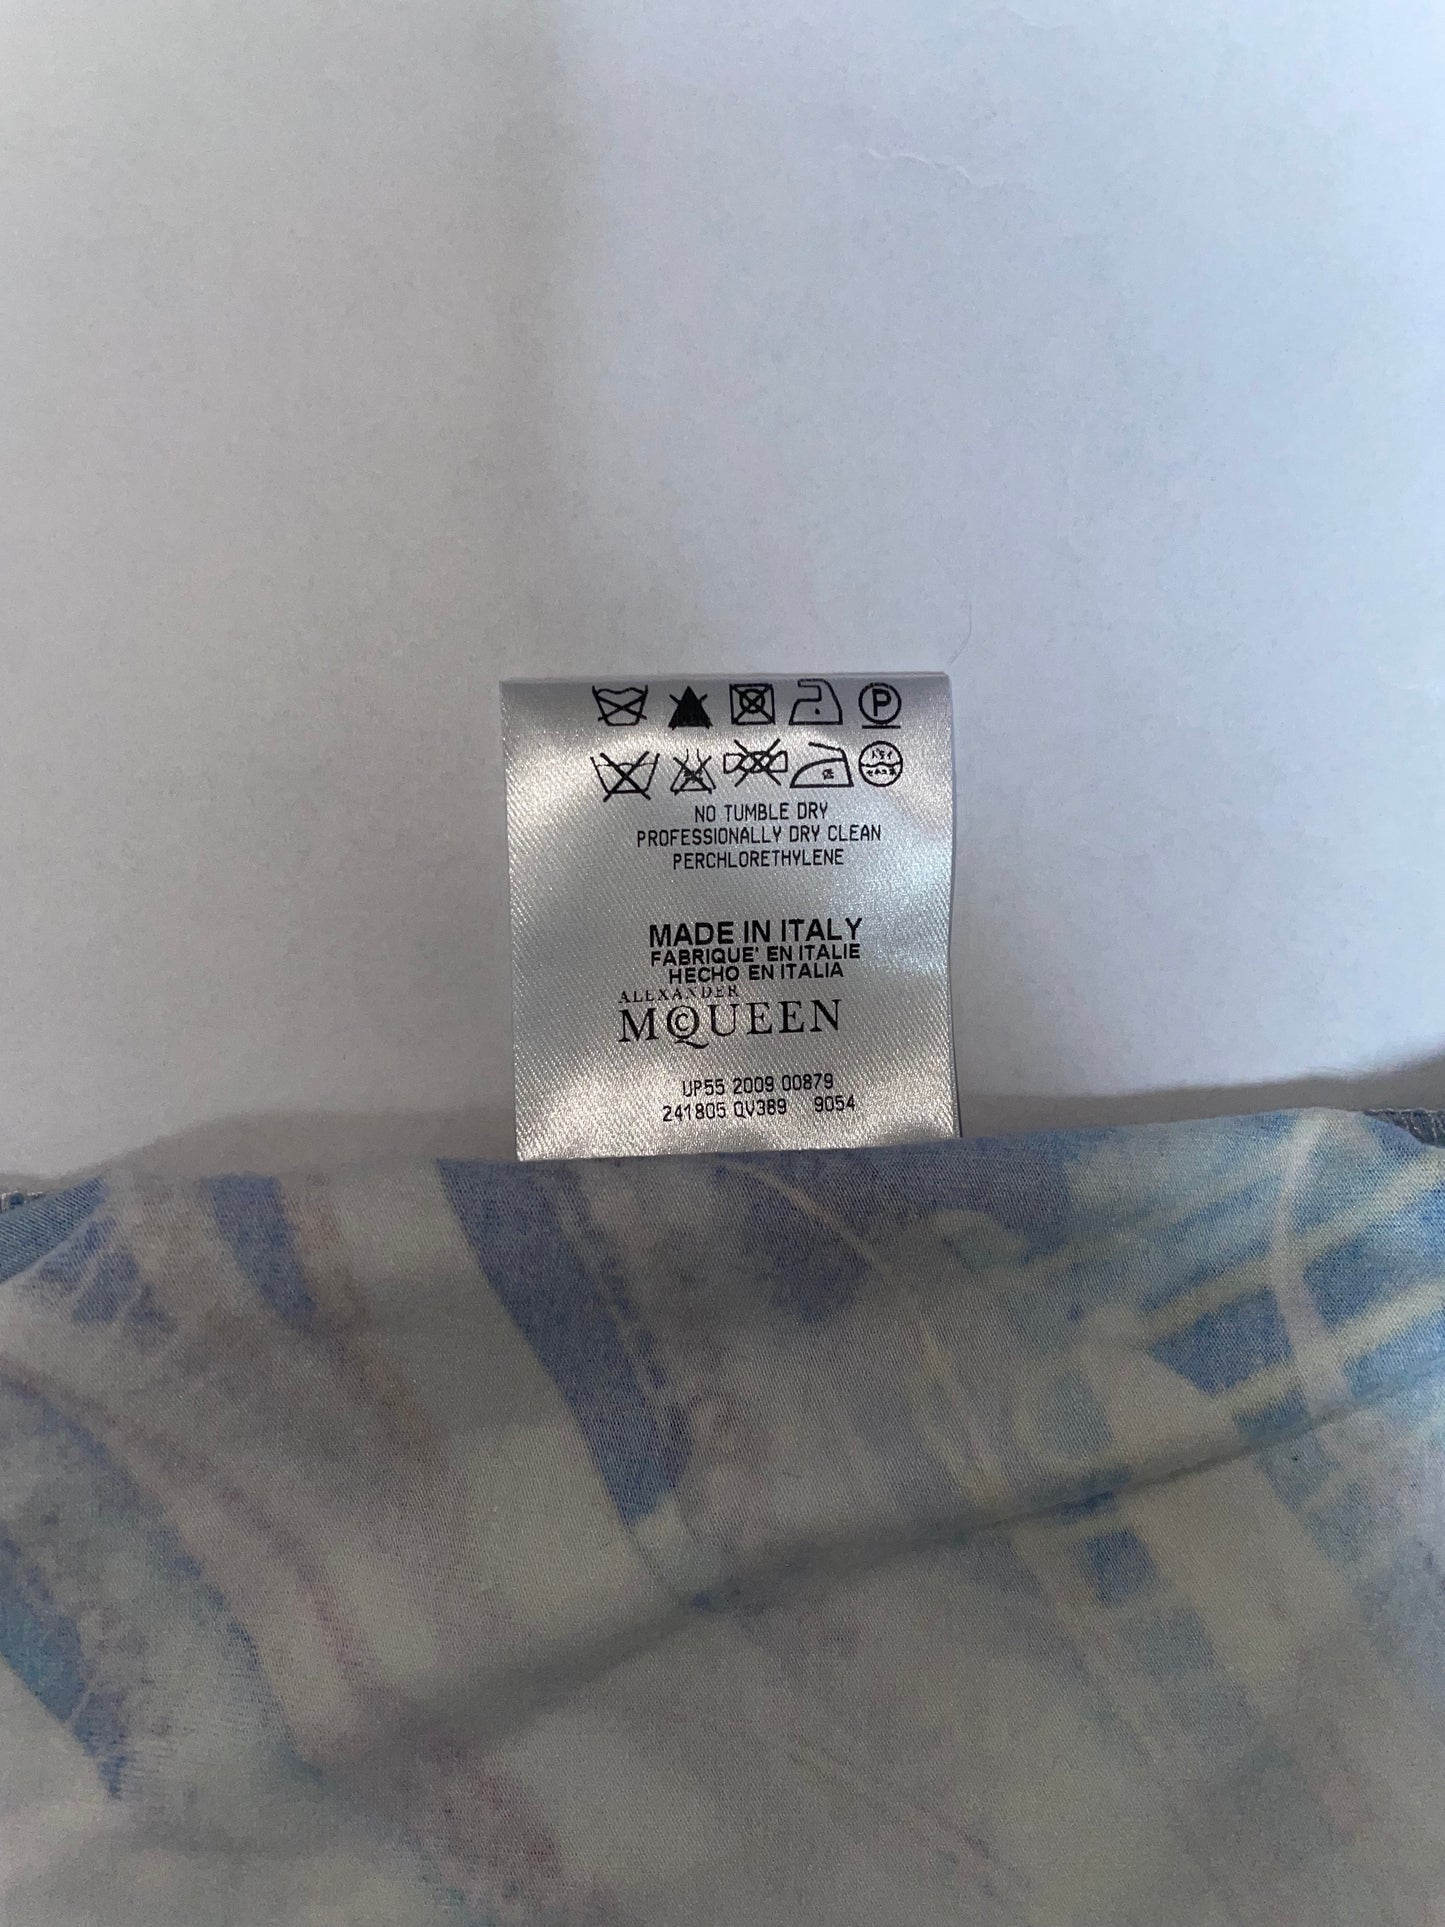 P
NO TUMBLE DRY
PROFESSIONALLY DRY CLEAN
PERCHLORETHYLENE
MADE IN ITALY
FABRIQUE' EN ITALIE
HECHO EN ITALIA
ALEXANDER
McQUEEN
UP55 2009 00879
241805 QV389 9054